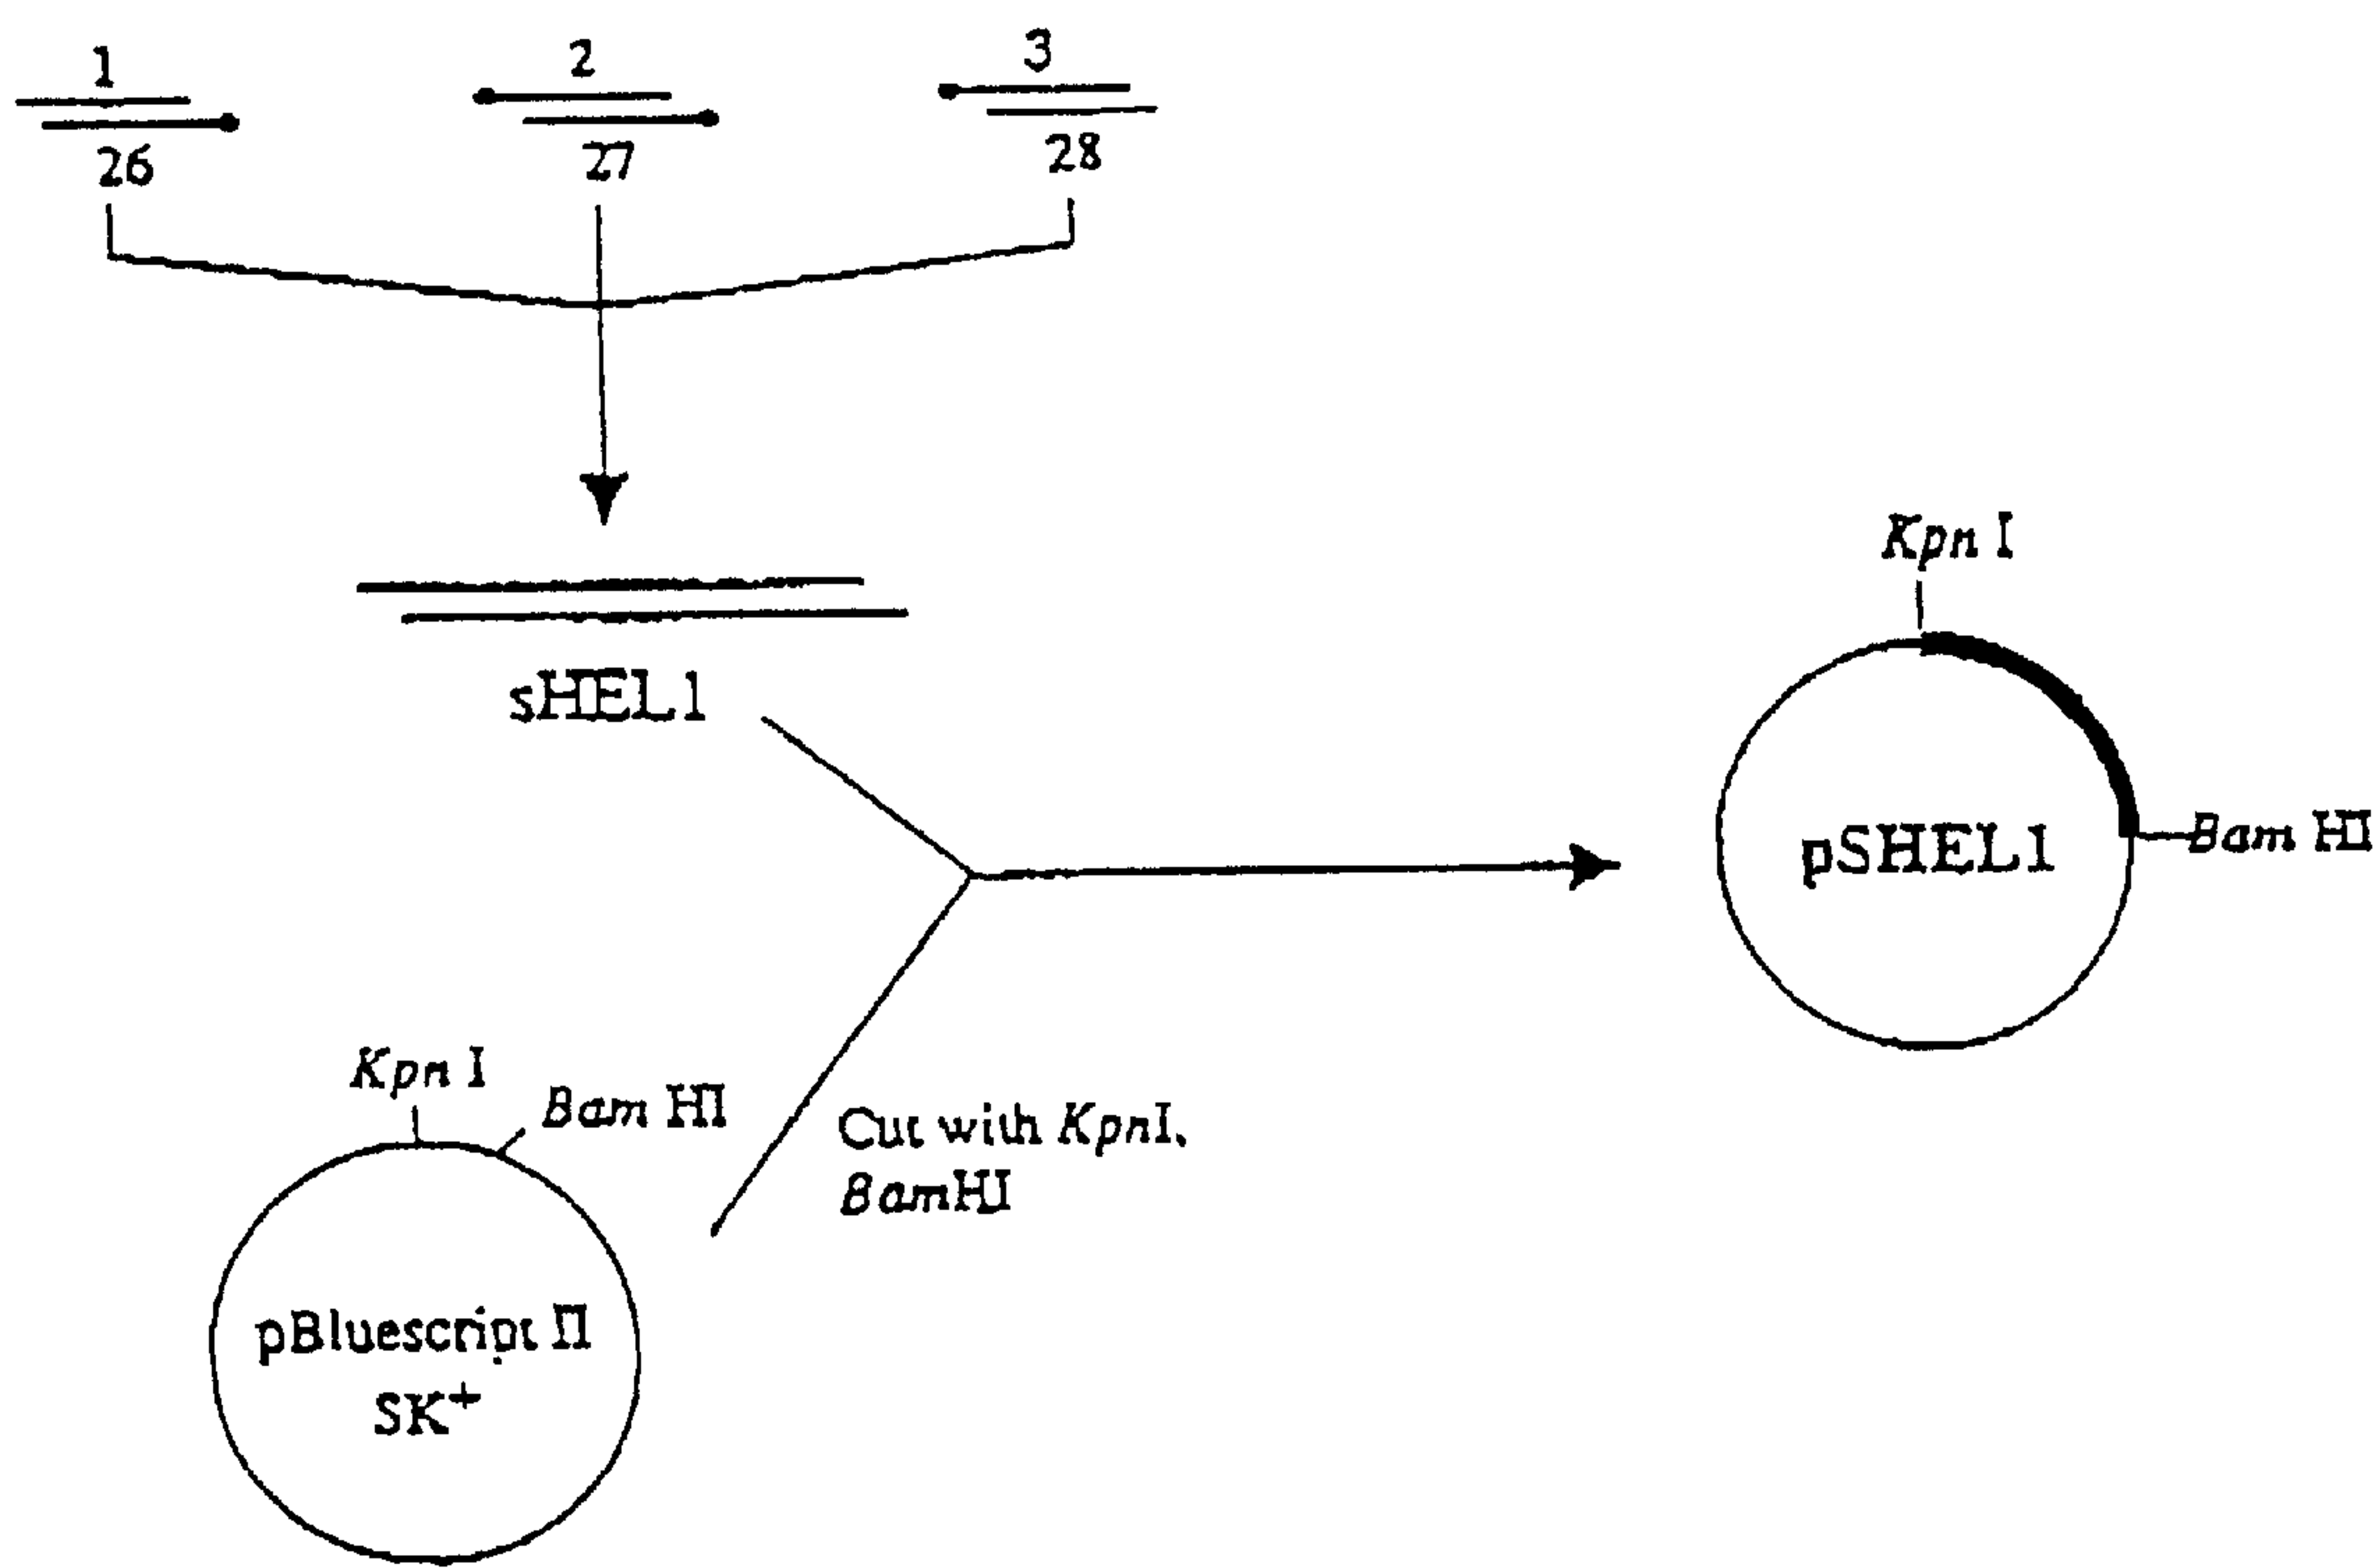 1
2
3
26
27
28
sHEL1
Kpn I
pSHEL1
Bam HI
Kpn I
Bam HI
Cut with KpnI,
BamHI
pBluescript II
SK+